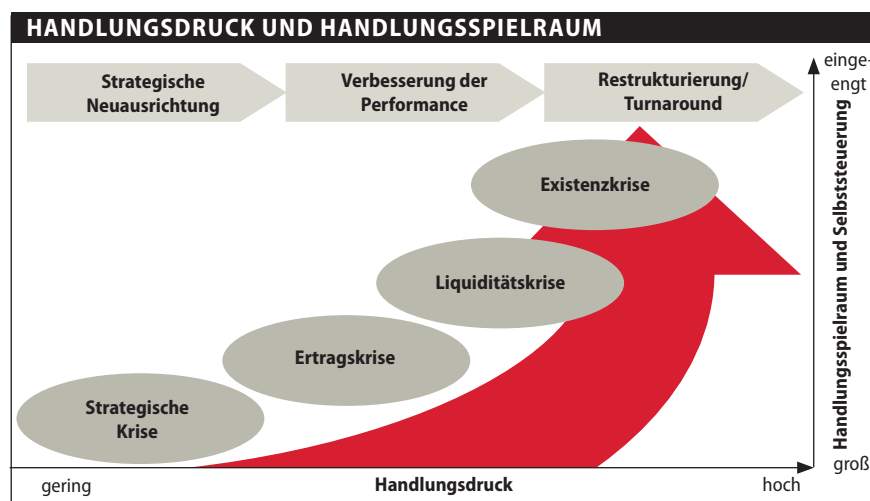 HANDLUNGSDRUCK UND HANDLUNGSSPIELRAUM
Strategische
Neuausrichtung
Verbesserung der
Performance
Restrukturierung/
Turnaround
einge-
engt
Handlungsspielraum und Selbststeuerung
groß
Existenzkrise
Liquiditätskrise
Ertragskrise
Strategische
Krise
gering
Handlungsdruck
hoch